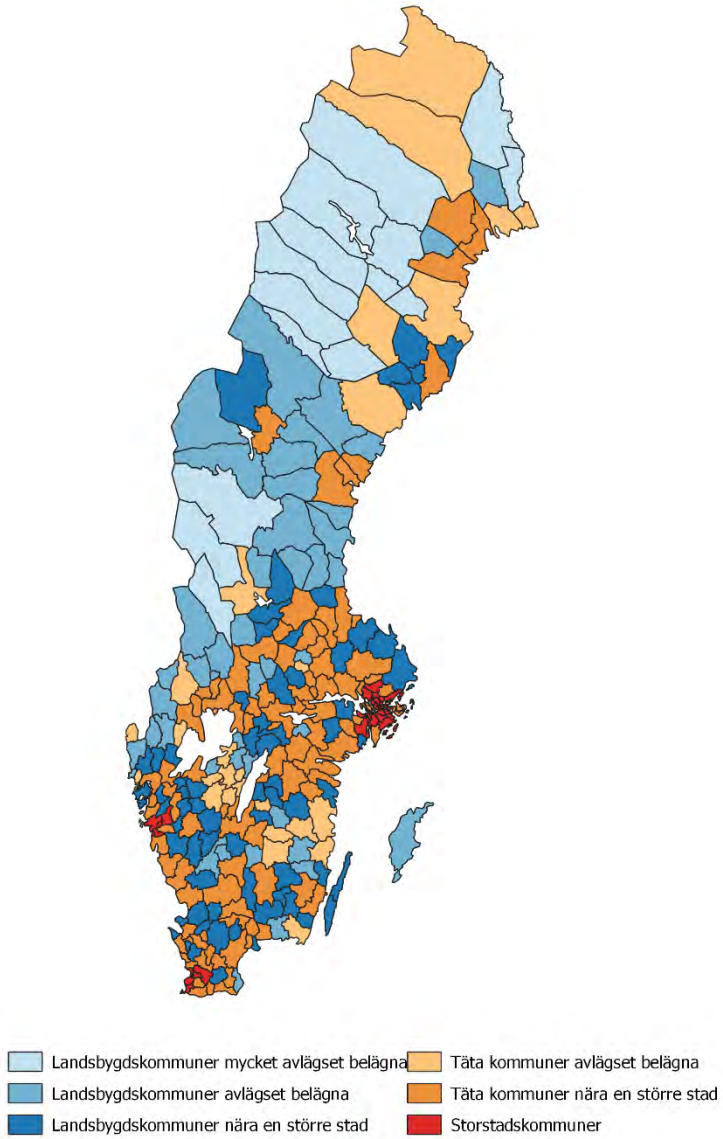 Landsbygdskommuner mycket avlägset belägna
Landsbygdskommuner avlägset belägna
Landsbygdskommuner nära en större stad
Täta kommuner avlägset belägna
Täta kommuner nära en större stad
Storstadskommuner